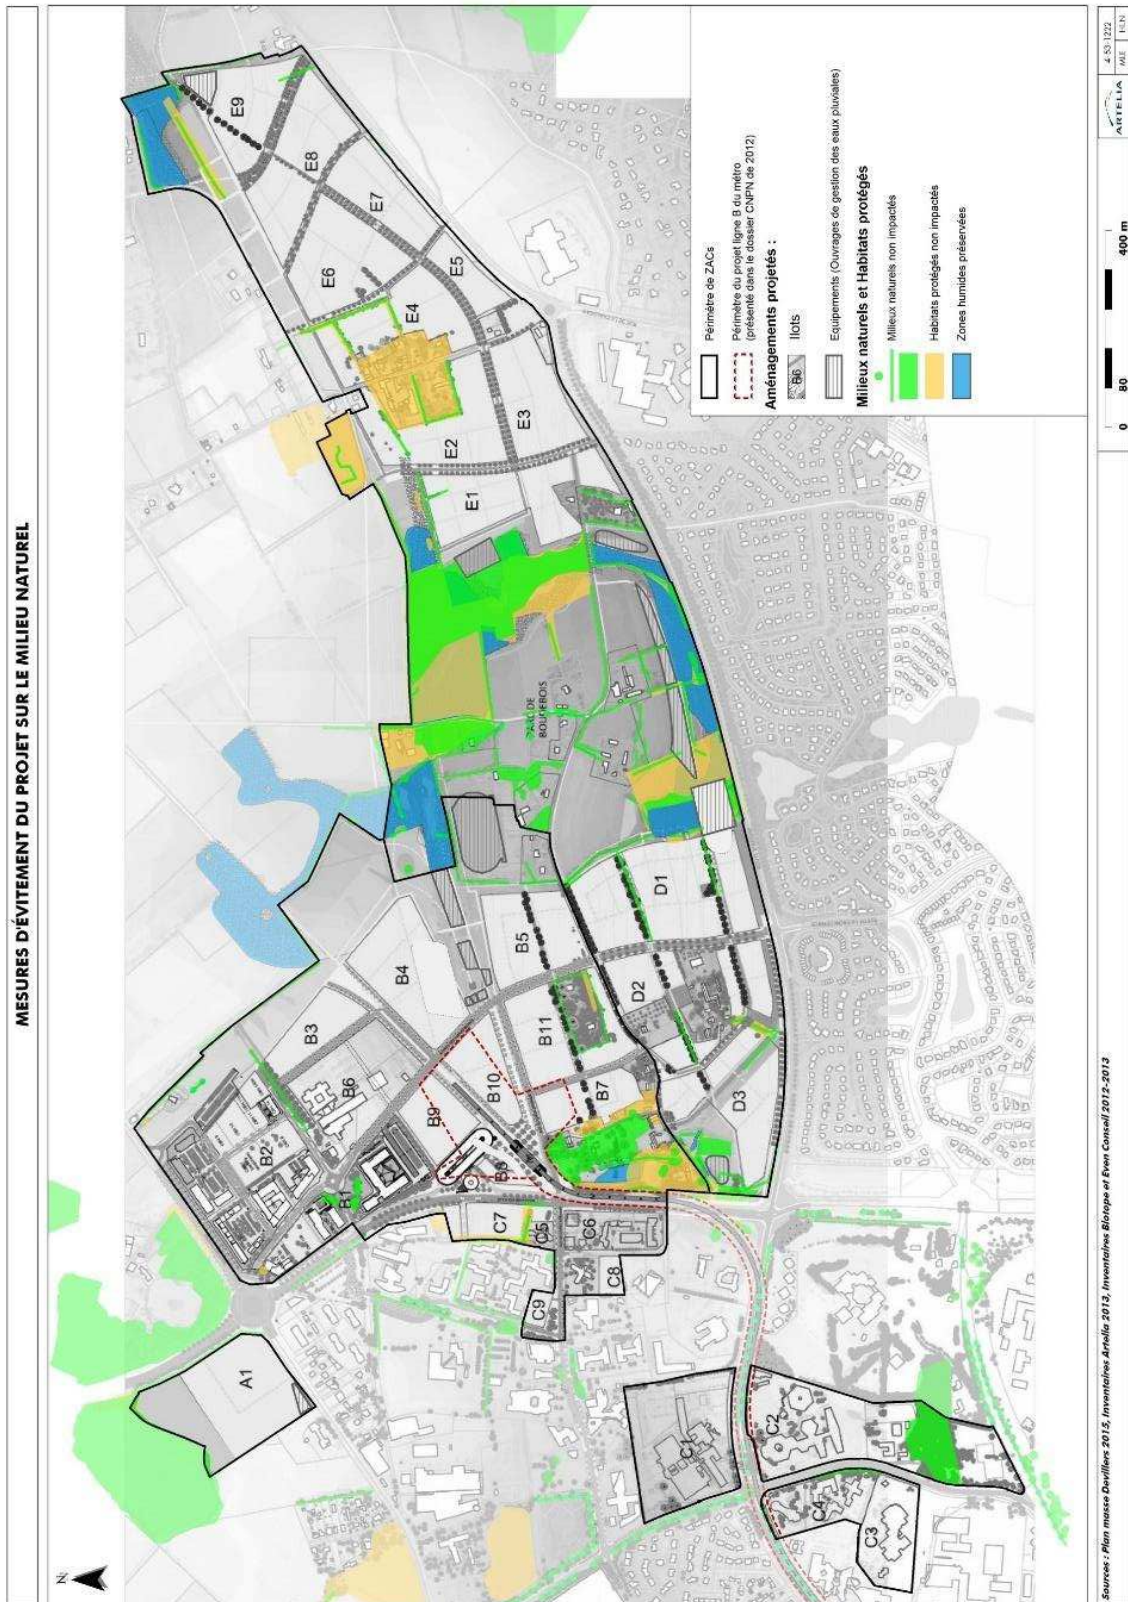 MESURES D'ÉVITEMENT DU PROJET SUR LE MILIEU NATUREL
N
A1
B1
B2
B3
B4
B5
B6
B7
B8
B9
B10
B11
C1
C2
C3
C4
C5
C6
C7
C8
C9
D1
D2
D3
E1
E2
E3
E4
E5
E6
E7
E8
E9
PARC DE
Périmètre de ZACs
Périmètre du projet ligne B du métro
(présenté dans le dossier CNPN de 2012)
Aménagements projetés :
B6
Ilots
Equipements (Ouvrages de gestion des eaux pluviales)
Milieux naturels et Habitats protégés
Milieux naturels non impactés
Habitats protégés non impactés
Zones humides préservées
0 80 400 m
Sources : Plan masse Devillers 2015, Inventaires Artelia 2013, Inventaires Biotope et Even Conseil 2012-2013
ARTELIA
4-53-1222